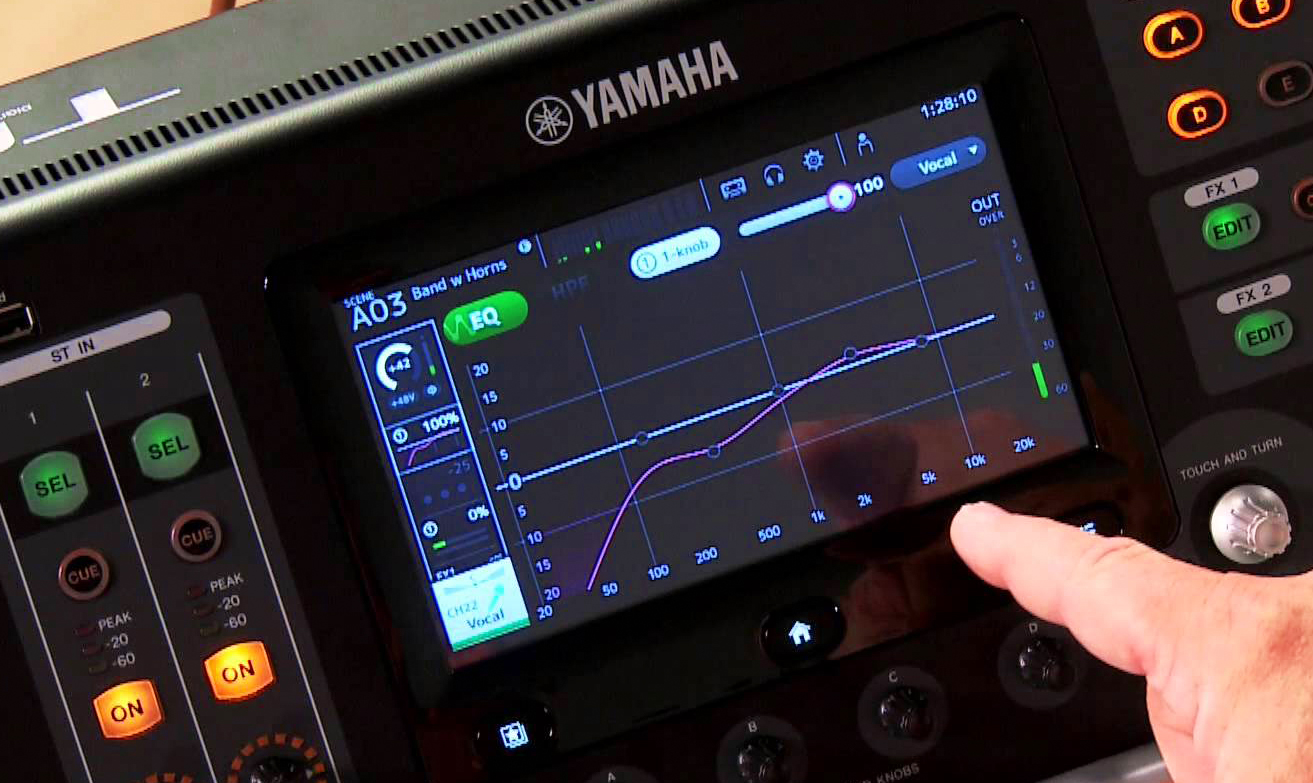 YAMAHA
1:28:10
SCENE
A03 Band w Horns
EQ
HPF
1-knob
100
Vocal
OUT
OVER
3
6
12
20
30
60
+42
+48V
100%
-25
0%
FX1
CH22
Vocal
20
15
10
5
0
5
10
15
20
20
50
100
200
500
1k
2k
5k
10k
20k
ST IN
1
2
SEL
SEL
CUE
CUE
PEAK
-20
-60
PEAK
-20
-60
ON
ON
A
B
D
E
FX 1
EDIT
FX 2
EDIT
TOUCH AND TURN
A
B
C
D
KNOBS